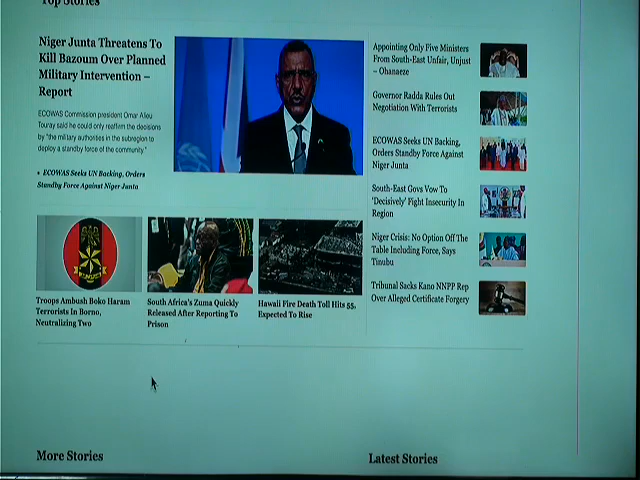 Top Stories
Niger Junta Threatens To
Kill Bazoum Over Planned
Military Intervention –
Report
ECOWAS Commission president Omar Alieu
Touray said he could only reaffirm the decisions
by "the military authorities in the subregion to
deploy a standby force of the community."
• ECOWAS Seeks UN Backing, Orders
Standby Force Against Niger Junta
Troops Ambush Boko Haram
Terrorists In Borno,
Neutralizing Two
South Africa's Zuma Quickly
Released After Reporting To
Prison
Hawaii Fire Death Toll Hits 55,
Expected To Rise
Appointing Only Five Ministers
From South-East Unfair, Unjust
– Ohanaeze
Governor Radda Rules Out
Negotiation With Terrorists
ECOWAS Seeks UN Backing,
Orders Standby Force Against
Niger Junta
South-East Govs Vow To
'Decisively' Fight Insecurity In
Region
Niger Crisis: No Option Off The
Table Including Force, Says
Tinubu
Tribunal Sacks Kano NNPP Rep
Over Alleged Certificate Forgery
More Stories
Latest Stories